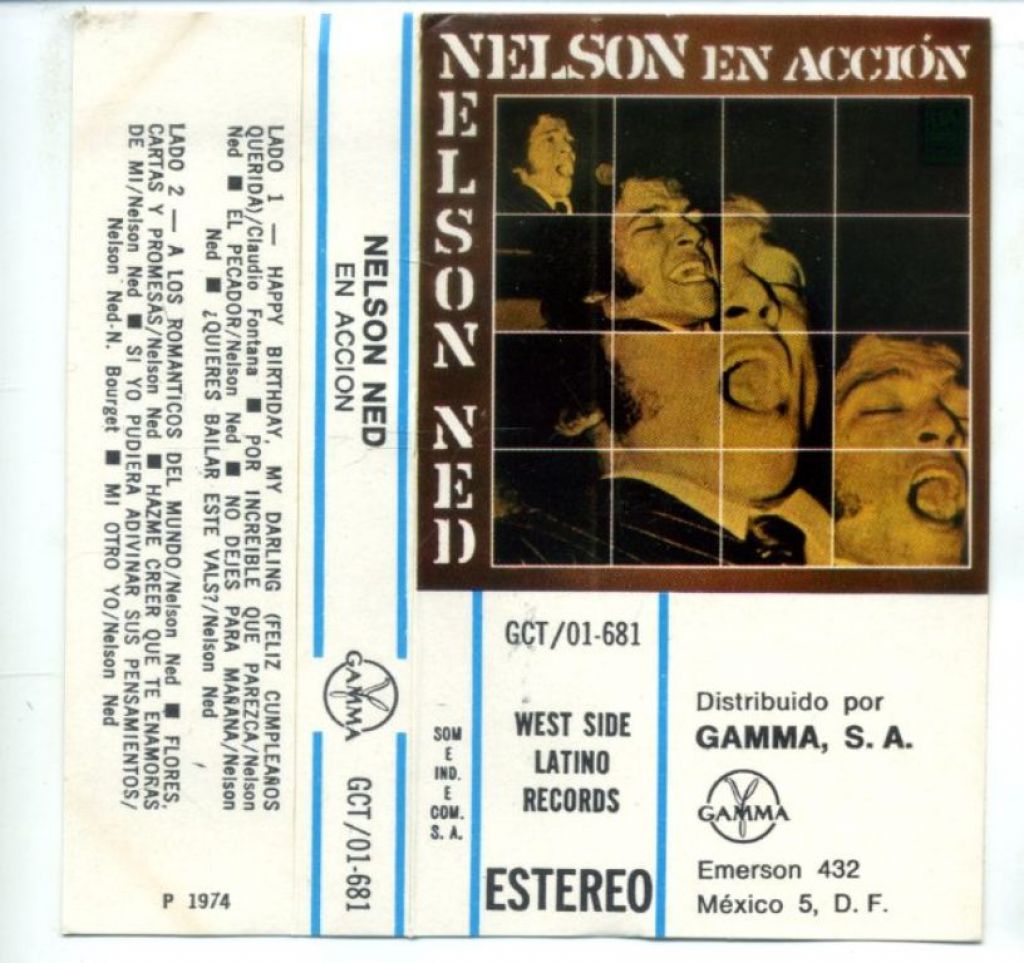 NELSON EN ACCIÓN
NELSON NED
GCT/01-681
WEST SIDE
LATINO
RECORDS
ESTEREO
SOM
E
IND.
E
COM.
S. A.
Distribuido por
GAMMA, S. A.
GAMMA
Emerson 432
México 5, D. F.
NELSON NED
EN ACCION
GAMMA
GCT/01-681
LADO 1 — HAPPY BIRTHDAY, MY DARLING (FELIZ CUMPLEAÑOS
QUERIDA)/Claudio Fontana ■ POR INCREIBLE QUE PAREZCA/Nelson
Ned ■ EL PECADOR/Nelson Ned ■ NO DEJES PARA MAÑANA/Nelson
Ned ■ ¿QUIERES BAILAR ESTE VALS?/Nelson Ned
LADO 2 — A LOS ROMANTICOS DEL MUNDO/Nelson Ned ■ FLORES,
CARTAS Y PROMESAS/Nelson Ned ■ HAZME CREER QUE TE ENAMORAS
DE MI/Nelson Ned ■ SI YO PUDIERA ADIVINAR SUS PENSAMIENTOS/
Nelson Ned-N. Bourget ■ MI OTRO YO/Nelson Ned
P 1974